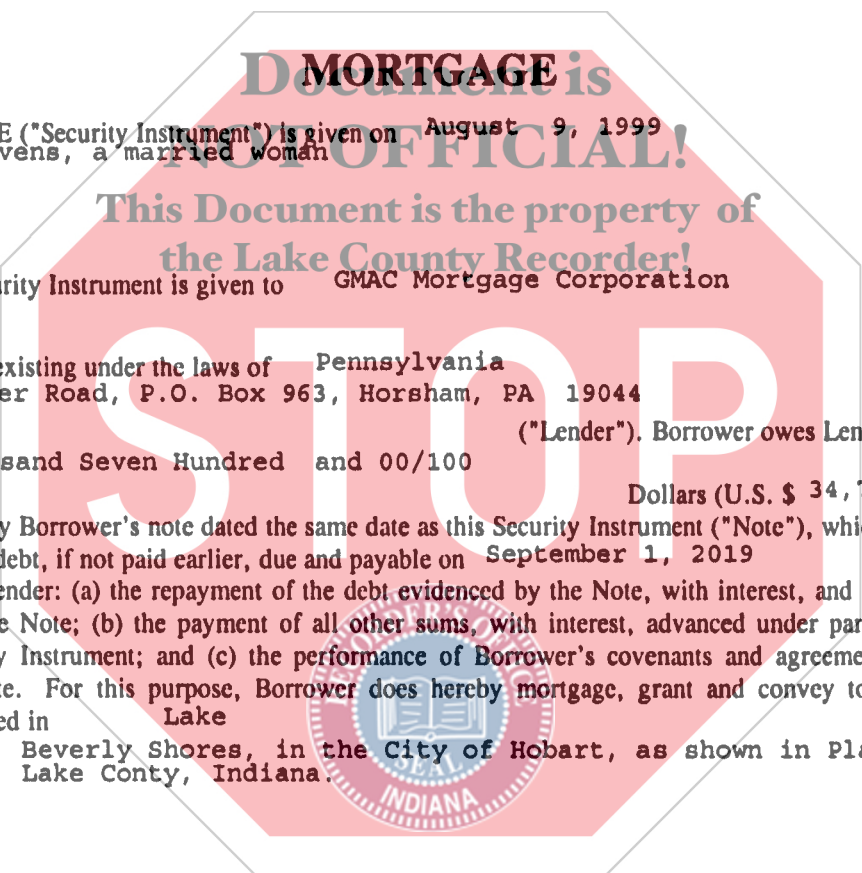 MORTGAGE
Document is
E ("Security Instrument") is given on August 9, 1999
vens, a married woman
NOT OFFICIAL!
This Document is the property of
the Lake County Recorder!
rity Instrument is given to GMAC Mortgage Corporation
STOP
existing under the laws of Pennsylvania
er Road, P.O. Box 963, Horsham, PA 19044
("Lender"). Borrower owes Len
sand Seven Hundred and 00/100
Dollars (U.S. $ 34,7
y Borrower's note dated the same date as this Security Instrument ("Note"), whi
debt, if not paid earlier, due and payable on September 1, 2019
ender: (a) the repayment of the debt evidenced by the Note, with interest, and
e Note; (b) the payment of all other sums, with interest, advanced under par
y Instrument; and (c) the performance of Borrower's covenants and agreeme
te. For this purpose, Borrower does hereby mortgage, grant and convey to
ed in Lake
Beverly Shores, in the City of Hobart, as shown in Pla
Lake Conty, Indiana.
RECORDER'S OFFICE
SEAL
INDIANA